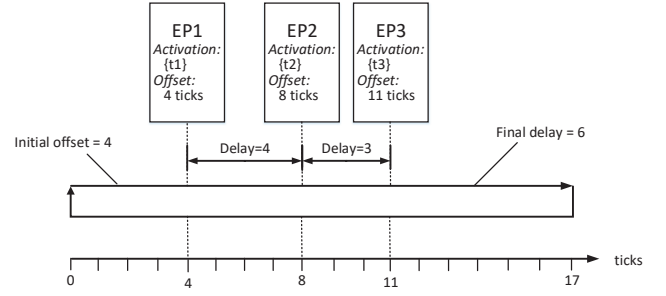 EP1
Activation:
{t1}
Offset:
4 ticks
EP2
Activation:
{t2}
Offset:
8 ticks
EP3
Activation:
{t3}
Offset:
11 ticks
Initial offset = 4
Delay=4
Delay=3
Final delay = 6
0
4
8
11
17
ticks